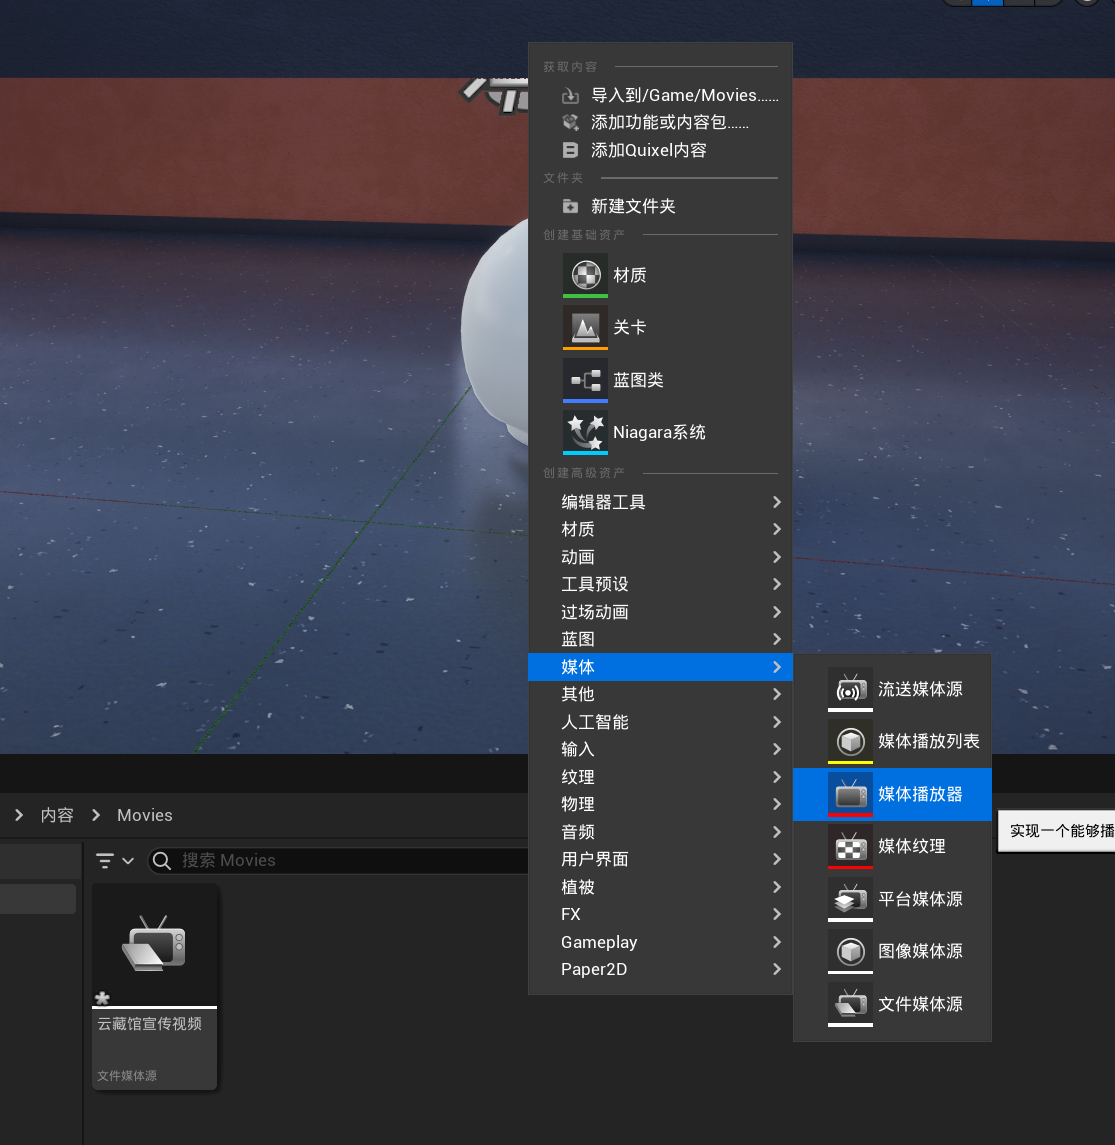 获取内容
导入到/Game/Movies......
添加功能或内容包......
添加Quixel内容
文件夹
新建文件夹
创建基础资产
材质
关卡
蓝图类
Niagara系统
创建高级资产
编辑器工具
材质
动画
工具预设
过场动画
蓝图
媒体
其他
人工智能
输入
纹理
物理
音频
用户界面
植被
FX
Gameplay
Paper2D
流送媒体源
媒体播放列表
媒体播放器
媒体纹理
平台媒体源
图像媒体源
文件媒体源
实现一个能够播
内容
Movies
搜索 Movies
云藏馆宣传视频
文件媒体源